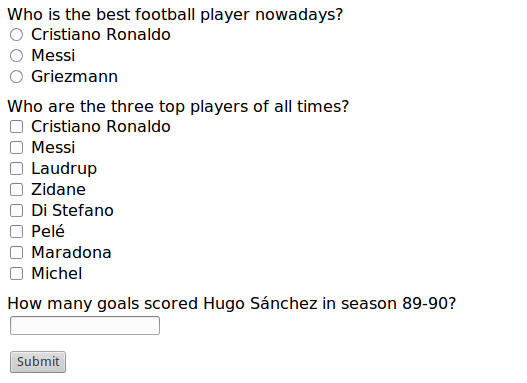 Who is the best football player nowadays?
Cristiano Ronaldo
Messi
Griezmann
Who are the three top players of all times?
Cristiano Ronaldo
Messi
Laudrup
Zidane
Di Stefano
Pelé
Maradona
Michel
How many goals scored Hugo Sánchez in season 89-90?
Submit